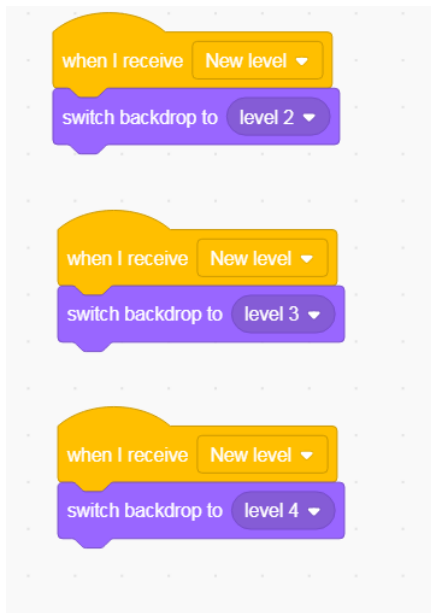 when I receive New level
switch backdrop to level 2
when I receive New level
switch backdrop to level 3
when I receive New level
switch backdrop to level 4